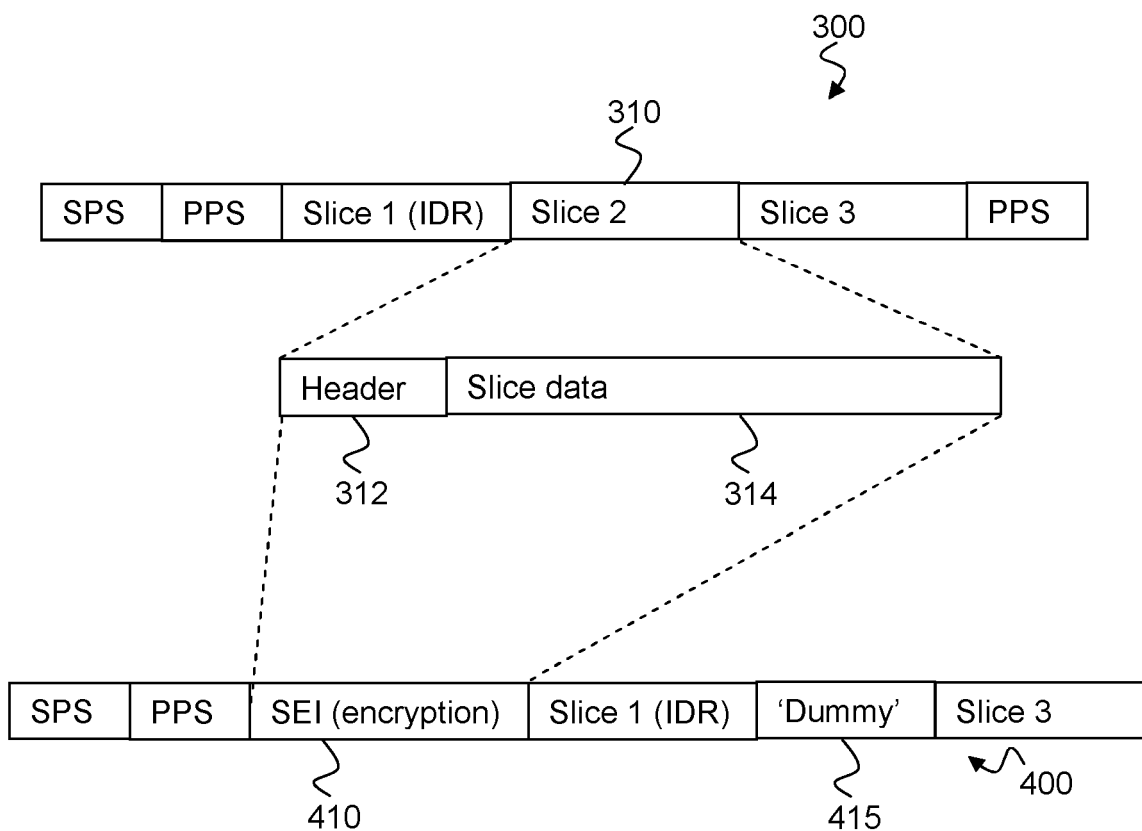 300
310
SPS PPS Slice 1 (IDR) Slice 2 Slice 3 PPS
Header Slice data
312 314
SPS PPS SEI (encryption) Slice 1 (IDR) ‘Dummy’ Slice 3
410 415 400